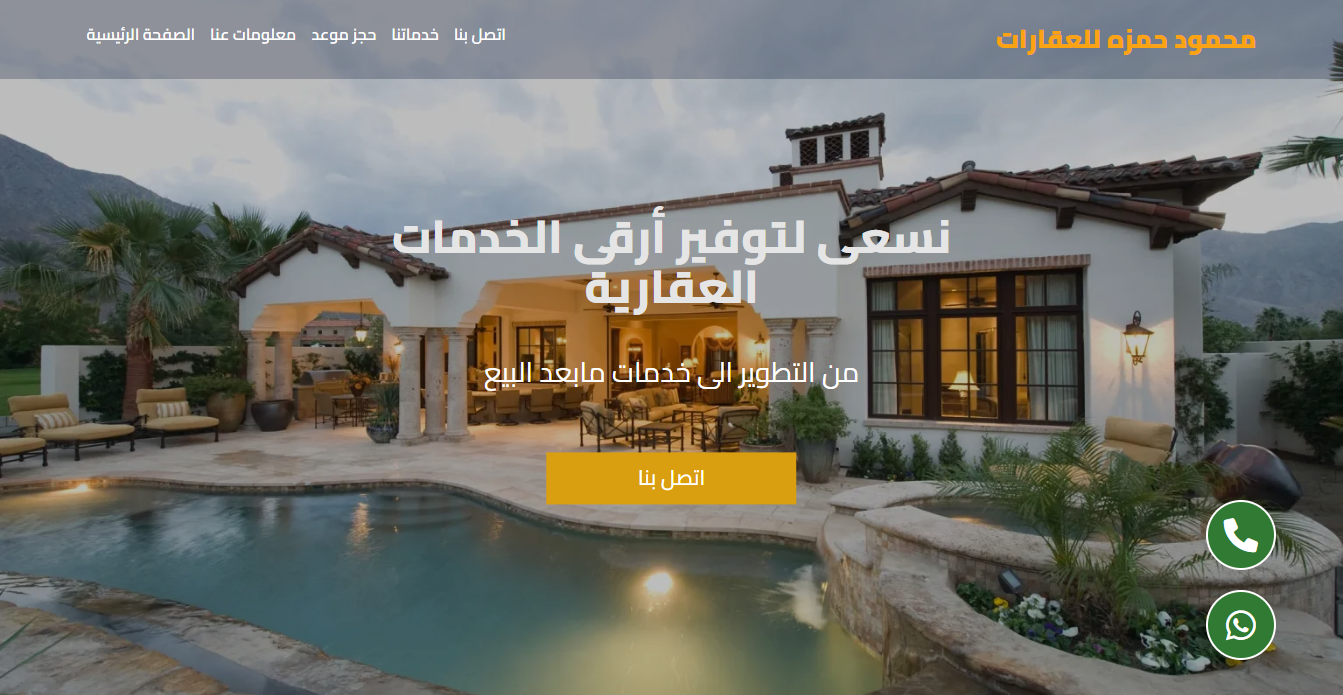 محمود حمزه للعقارات
اتصل بنا خدماتنا حجز موعد معلومات عنا الصفحة الرئيسية
نسعى لتوفير أرقى الخدمات
العقارية
من التطوير الى خدمات مابعد البيع
اتصل بنا